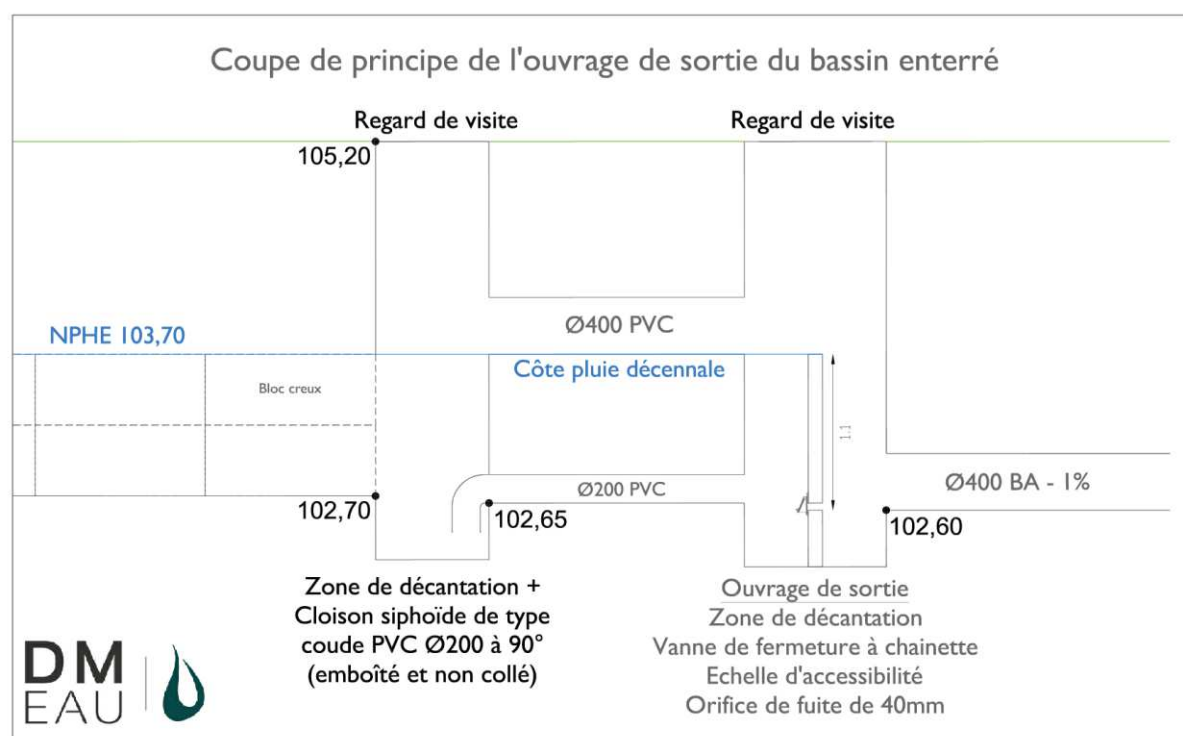 Coupe de principe de l'ouvrage de sortie du bassin enterré
Regard de visite
Regard de visite
105,20
NPHE 103,70
Ø400 PVC
Côte pluie décennale
Bloc creux
1.1
Ø200 PVC
Ø400 BA - 1%
102,70
102,65
102,60
Zone de décantation +
Cloison siphoïde de type
coude PVC Ø200 à 90°
(emboîté et non collé)
Ouvrage de sortie
Zone de décantation
Vanne de fermeture à chainette
Echelle d'accessibilité
Orifice de fuite de 40mm
DM
EAU